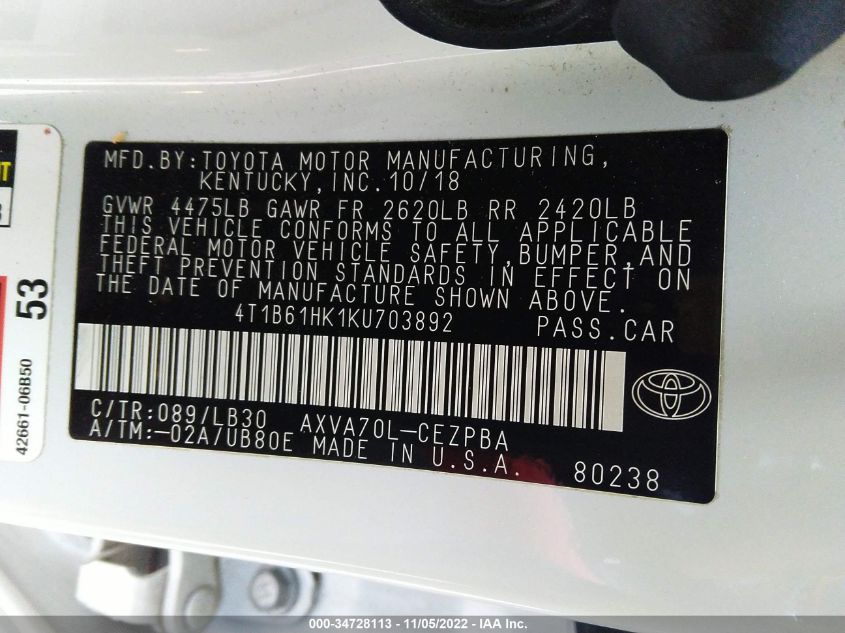 MFD.BY:TOYOTA MOTOR MANUFACTURING,
KENTUCKY,INC.10/18
GVWR 4475LB GAWR FR 2620LB RR 2420LB
THIS VEHICLE CONFORMS TO ALL APPLICABLE
FEDERAL MOTOR VEHICLE SAFETY,BUMPER,AND
THEFT PREVENTION STANDARDS IN EFFECT ON
THE DATE OF MANUFACTURE SHOWN ABOVE.
4T1B61HK1KU703892 PASS.CAR
C/TR:089/LB30 AXVA70L-CEZPBA
A/TM:-02A/UB80E MADE IN U.S.A. 80238
53
42661-06B50
000-34728113 - 11/05/2022 - IAA Inc.